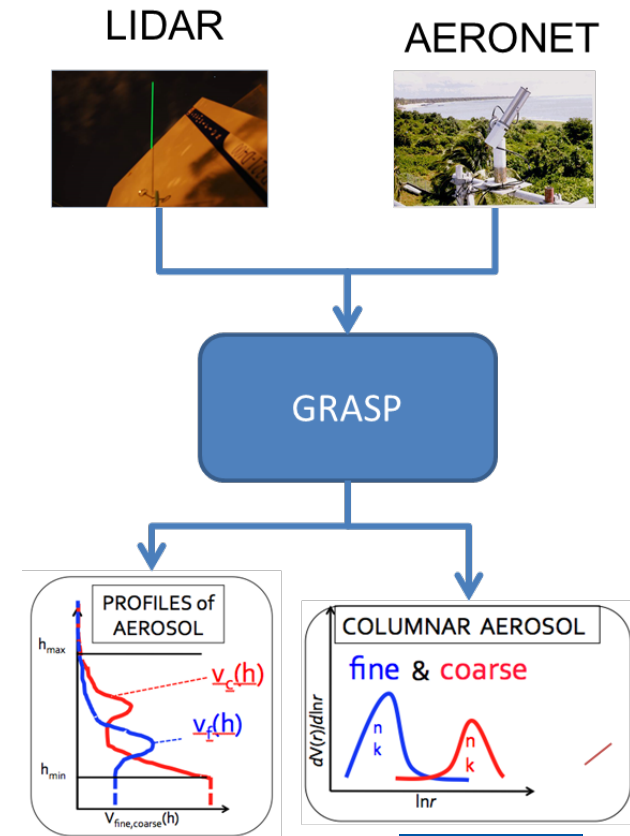 LIDAR
AERONET
GRASP
PROFILES of
AEROSOL
hmax
vc(h)
vf(h)
hmin
Vfine,coarse(h)
COLUMNAR AEROSOL
fine & coarse
dV(r)/dlnr
n
k
n
k
lnr